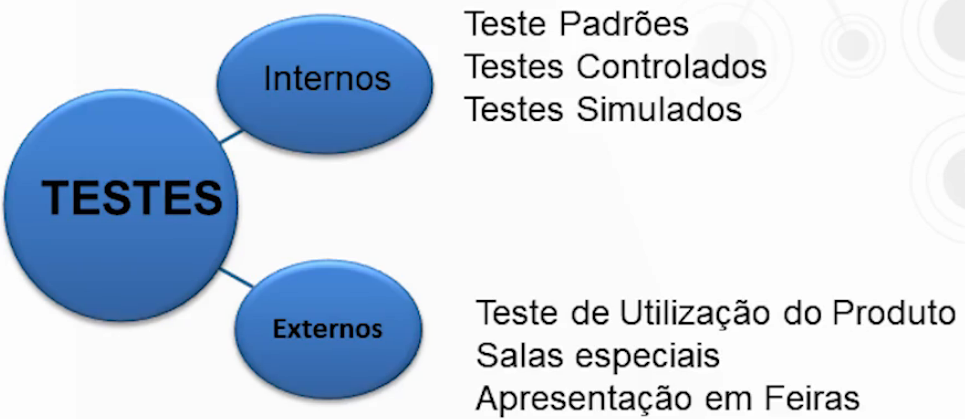 TESTES
Internos
Teste Padrões
Testes Controlados
Testes Simulados
Externos
Teste de Utilização do Produto
Salas especiais
Apresentação em Feiras